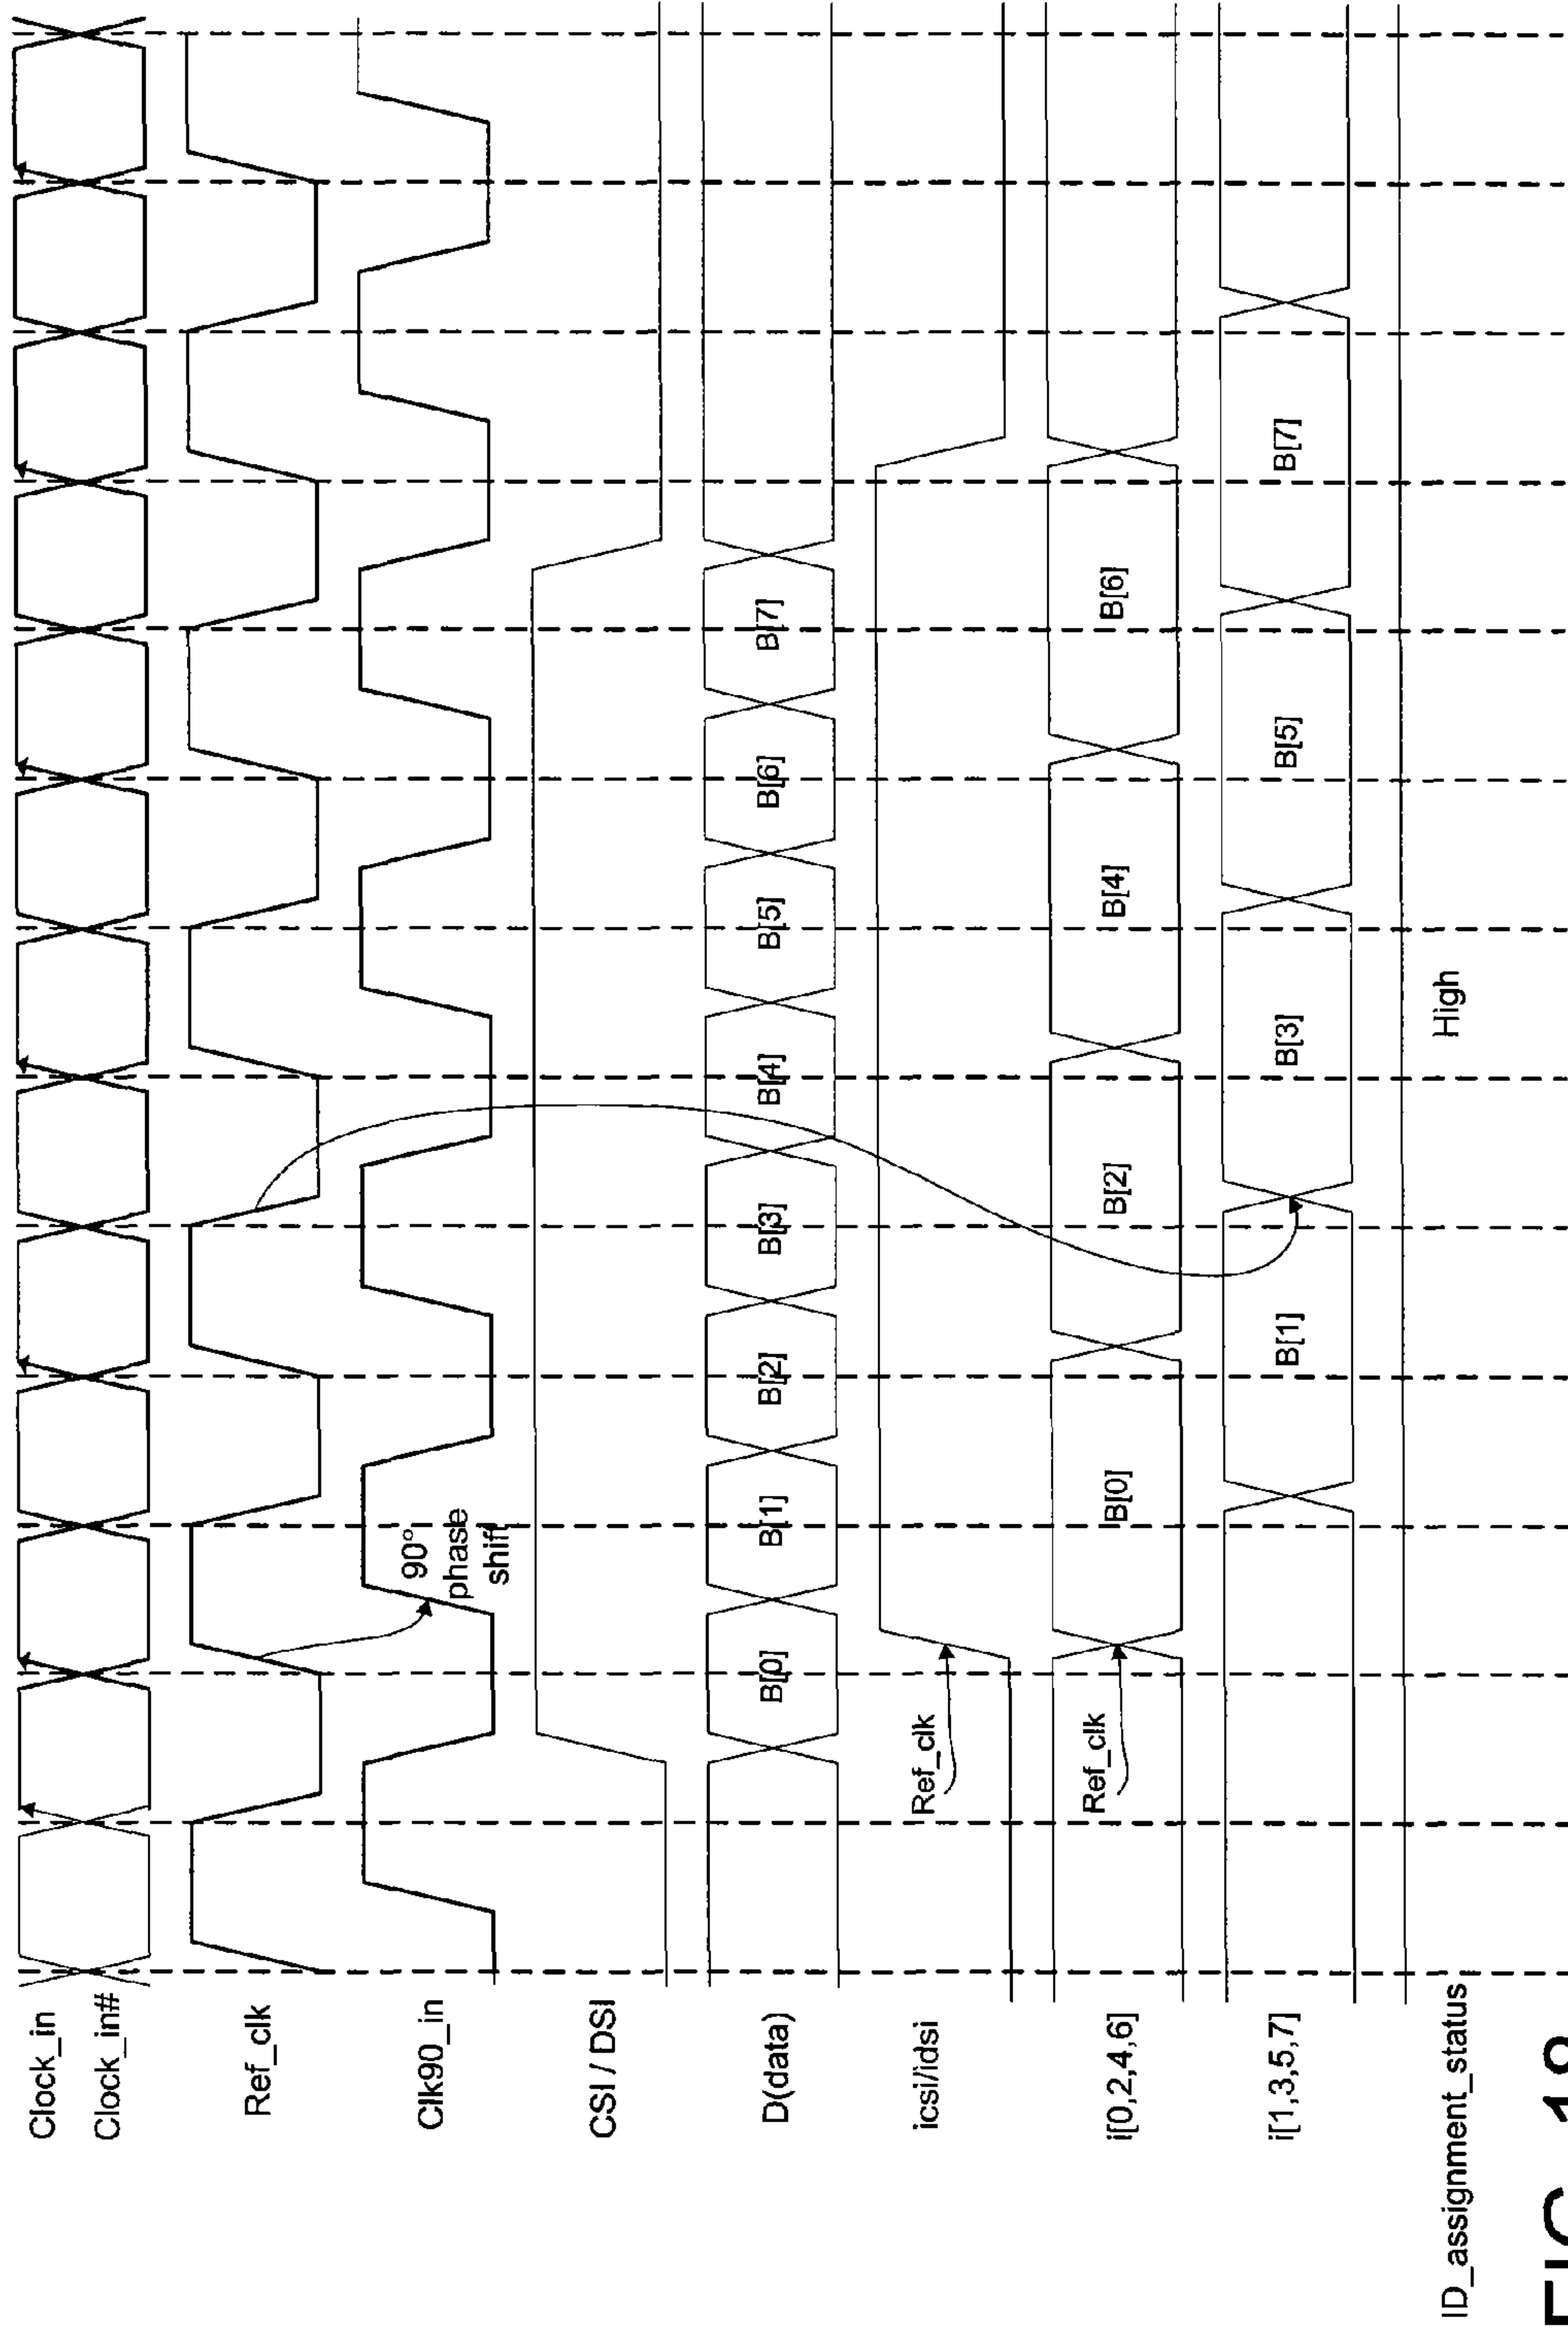 Clock_in
Clock_in#
Ref_clk
90°
phase
shift
Clk90_in
CSI / DSI
D(data)
B[0]
B[1]
B[2]
B[3]
B[4]
B[5]
B[6]
B[7]
icsi/idsi
Ref_clk
i[0,2,4,6]
Ref_clk
B[0]
B[2]
B[4]
B[6]
i[1,3,5,7]
B[1]
B[3]
B[5]
B[7]
ID_assignment_status
High